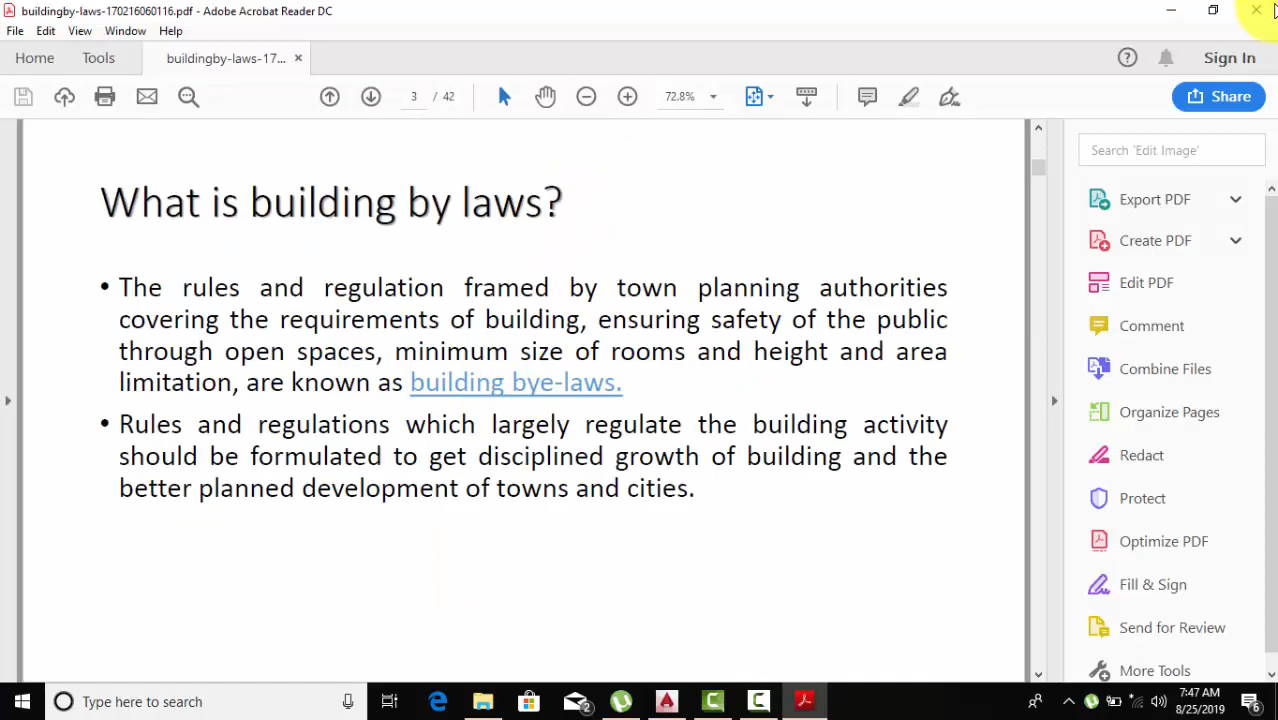 buildingby-laws-170216060116.pdf - Adobe Acrobat Reader DC
File Edit View Window Help
Home Tools buildingby-laws-17... Sign In
3 / 42 72.8% Share
Search 'Edit Image'
What is building by laws?
• The rules and regulation framed by town planning authorities
covering the requirements of building, ensuring safety of the public
through open spaces, minimum size of rooms and height and area
limitation, are known as building bye-laws.
• Rules and regulations which largely regulate the building activity
should be formulated to get disciplined growth of building and the
better planned development of towns and cities.
Export PDF
Create PDF
Edit PDF
Comment
Combine Files
Organize Pages
Redact
Protect
Optimize PDF
Fill & Sign
Send for Review
More Tools
Type here to search
2
7:47 AM
8/25/2019
6